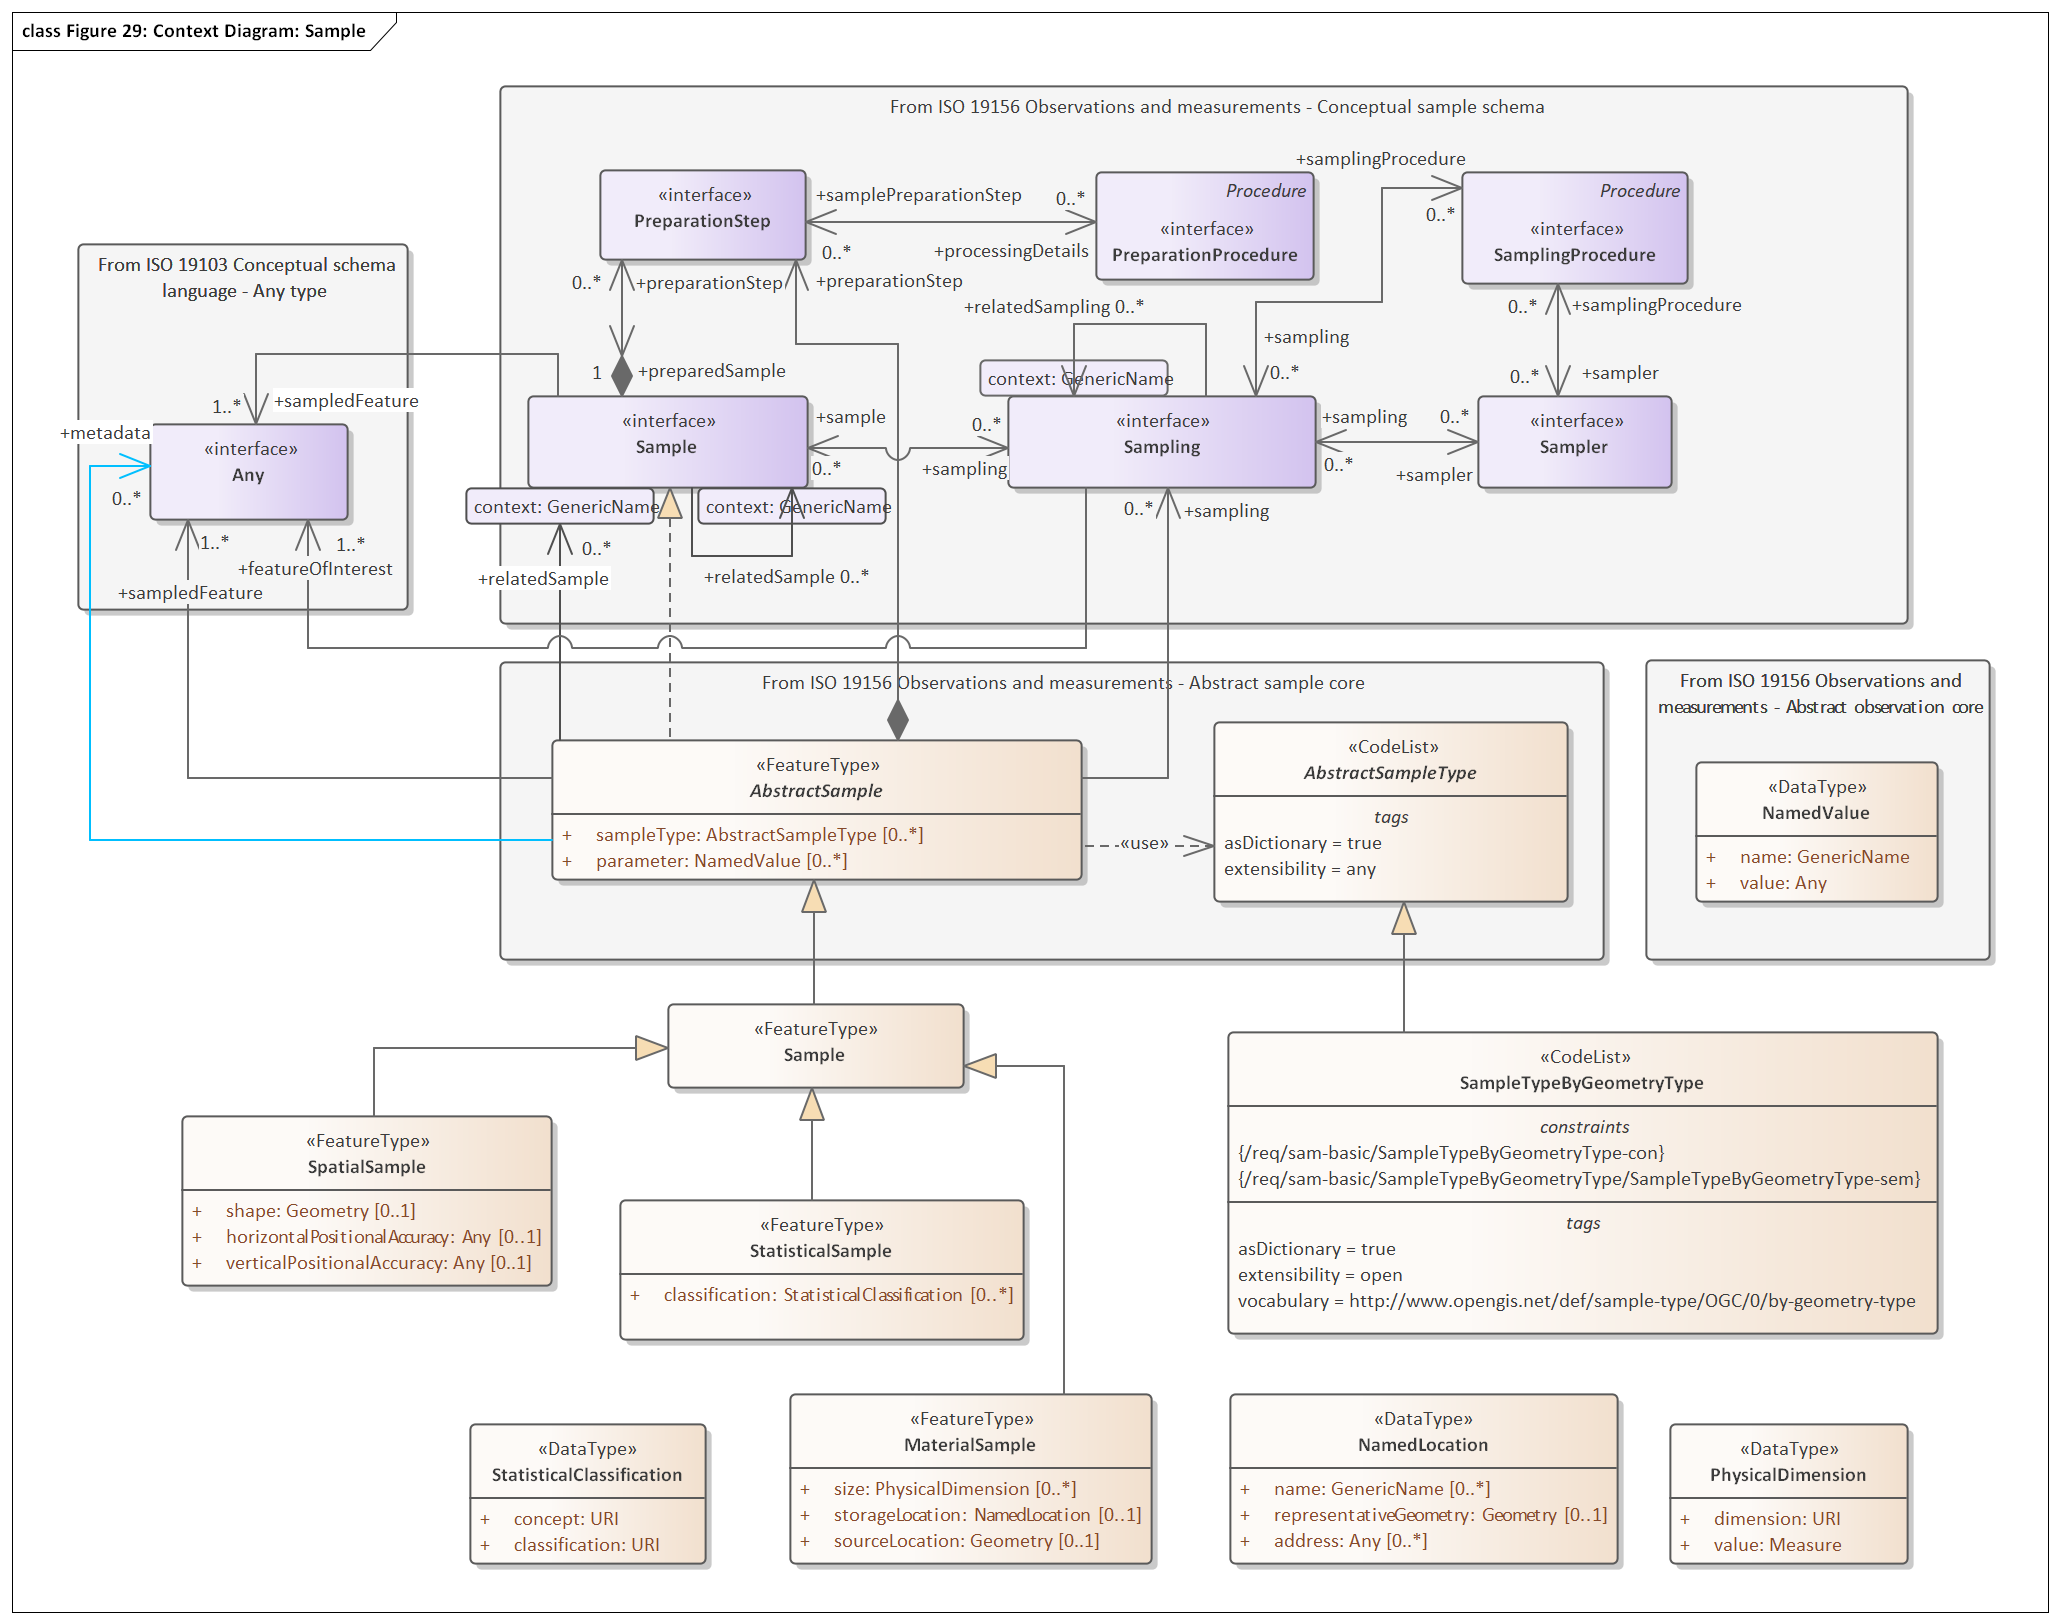 class Figure 29: Context Diagram: Sample
From ISO 19156 Observations and measurements - Conceptual sample schema
+samplingProcedure
0..*
«interface»
PreparationStep
+samplePreparationStep
0..*
0..*
+processingDetails
Procedure
«interface»
PreparationProcedure
Procedure
«interface»
SamplingProcedure
From ISO 19103 Conceptual schema
language - Any type
0..*
+preparationStep
+preparationStep
+relatedSampling 0..*
0..*
+samplingProcedure
+sampling
0..*
1
+preparedSample
context: GenericName
0..*
+sampler
1..*
+sampledFeature
+metadata
0..*
«interface»
Any
«interface»
Sample
+sample
0..*
0..*
+sampling
«interface»
Sampling
+sampling
0..*
0..*
+sampler
«interface»
Sampler
context: GenericName
context: GenericName
0..*
+sampling
1..*
1..*
+featureOfInterest
+sampledFeature
0..*
+relatedSample
+relatedSample 0..*
From ISO 19156 Observations and measurements - Abstract sample core
From ISO 19156 Observations and
measurements - Abstract observation core
«FeatureType»
AbstractSample
+ sampleType: AbstractSampleType [0..*]
+ parameter: NamedValue [0..*]
«use»
«CodeList»
AbstractSampleType
tags
asDictionary = true
extensibility = any
«DataType»
NamedValue
+ name: GenericName
+ value: Any
«FeatureType»
Sample
«FeatureType»
SpatialSample
+ shape: Geometry [0..1]
+ horizontalPositionalAccuracy: Any [0..1]
+ verticalPositionalAccuracy: Any [0..1]
«FeatureType»
StatisticalSample
+ classification: StatisticalClassification [0..*]
«CodeList»
SampleTypeByGeometryType
constraints
{/req/sam-basic/SampleTypeByGeometryType-con}
{/req/sam-basic/SampleTypeByGeometryType/SampleTypeByGeometryType-sem}
tags
asDictionary = true
extensibility = open
vocabulary = http://www.opengis.net/def/sample-type/OGC/0/by-geometry-type
«DataType»
StatisticalClassification
+ concept: URI
+ classification: URI
«FeatureType»
MaterialSample
+ size: PhysicalDimension [0..*]
+ storageLocation: NamedLocation [0..1]
+ sourceLocation: Geometry [0..1]
«DataType»
NamedLocation
+ name: GenericName [0..*]
+ representativeGeometry: Geometry [0..1]
+ address: Any [0..*]
«DataType»
PhysicalDimension
+ dimension: URI
+ value: Measure